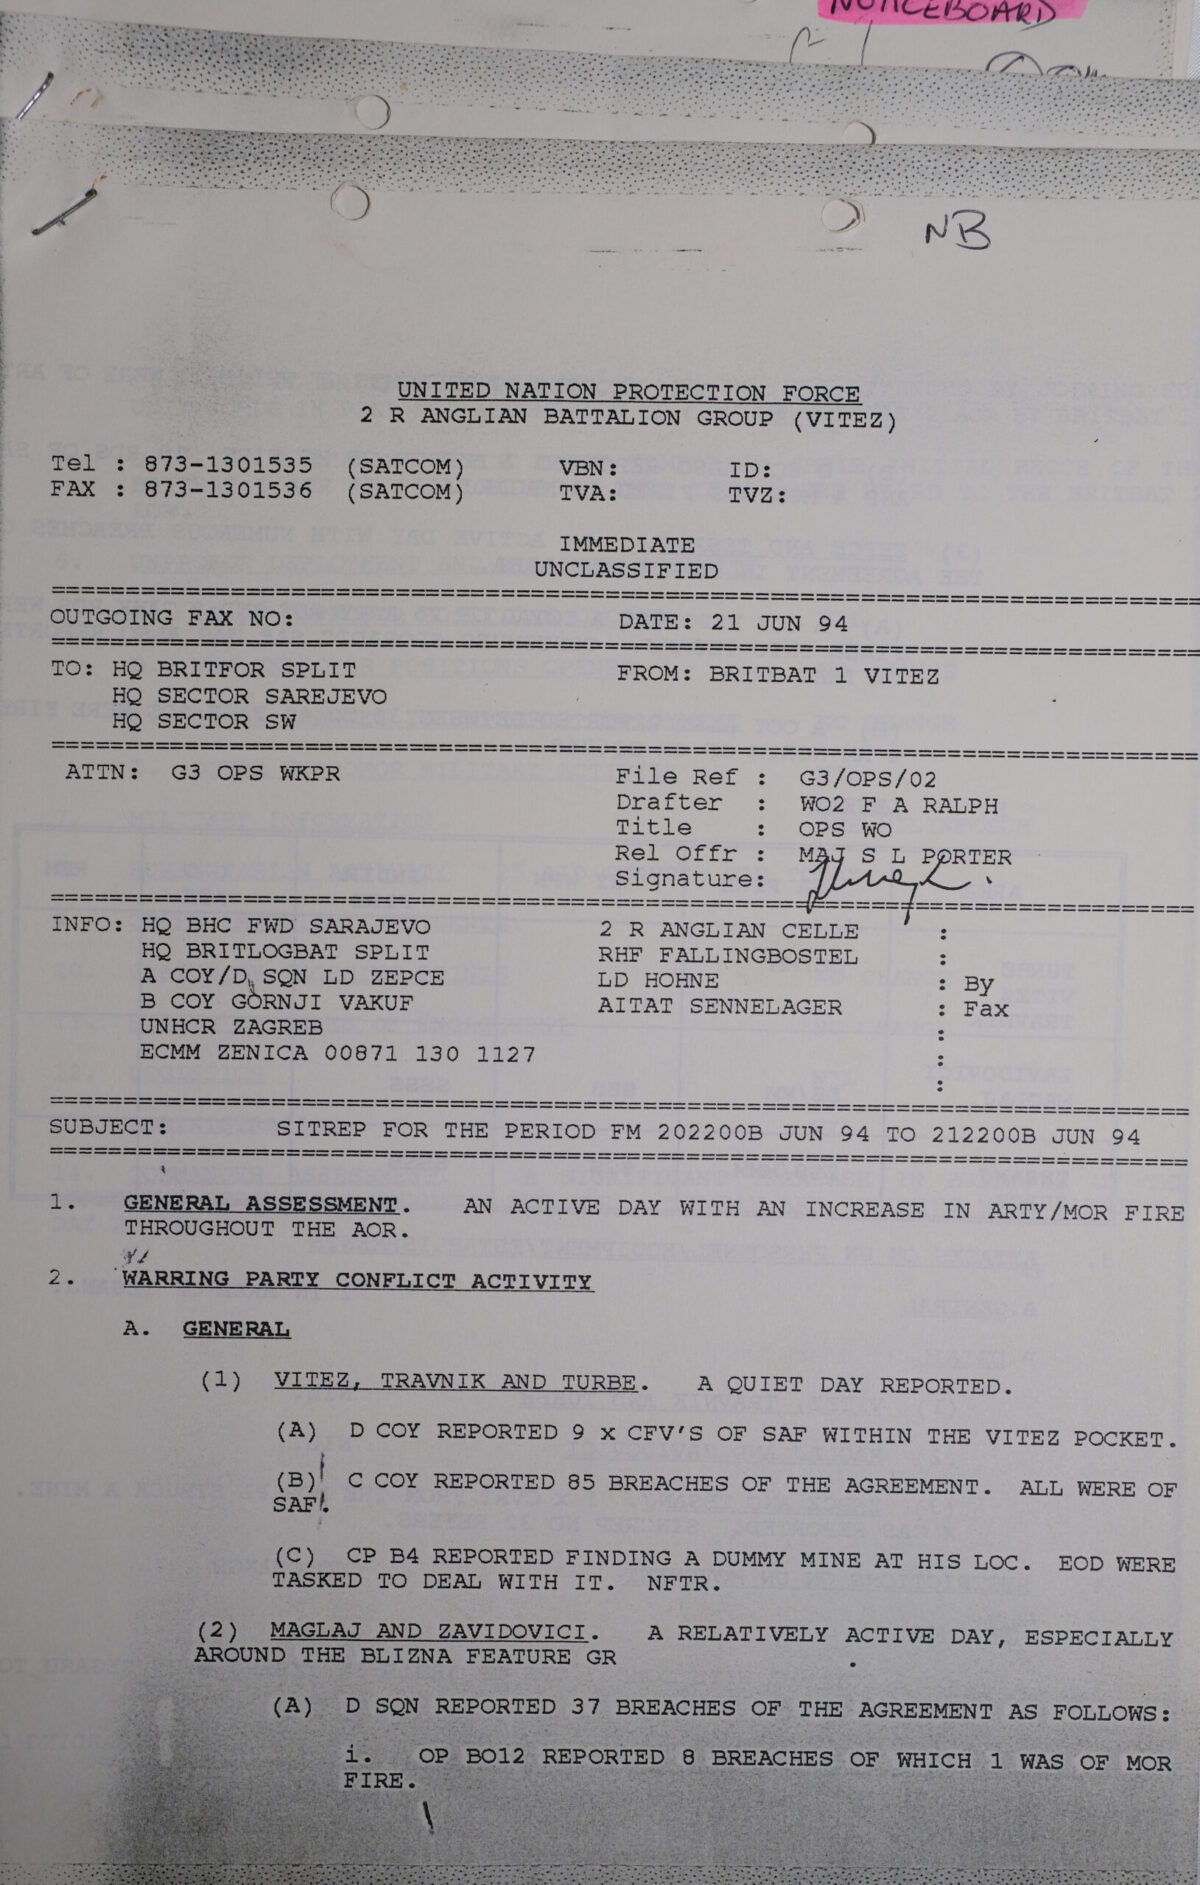 NOTICEBOARD
NB
UNITED NATION PROTECTION FORCE
2 R ANGLIAN BATTALION GROUP (VITEZ)
Tel : 873-1301535 (SATCOM) VBN: ID:
FAX : 873-1301536 (SATCOM) TVA: TVZ:
IMMEDIATE
UNCLASSIFIED
OUTGOING FAX NO: DATE: 21 JUN 94
TO: HQ BRITFOR SPLIT FROM: BRITBAT 1 VITEZ
HQ SECTOR SAREJEVO
HQ SECTOR SW
ATTN: G3 OPS WKPR File Ref : G3/OPS/02
Drafter : WO2 F A RALPH
Title : OPS WO
Rel Offr : MAJ S L PORTER
Signature:
INFO: HQ BHC FWD SARAJEVO 2 R ANGLIAN CELLE :
HQ BRITLOGBAT SPLIT RHF FALLINGBOSTEL :
A COY/D SQN LD ZEPCE LD HOHNE : By
B COY GORNJI VAKUF AITAT SENNELAGER : Fax
UNHCR ZAGREB :
ECMM ZENICA 00871 130 1127 :
:
SUBJECT: SITREP FOR THE PERIOD FM 202200B JUN 94 TO 212200B JUN 94
1. GENERAL ASSESSMENT. AN ACTIVE DAY WITH AN INCREASE IN ARTY/MOR FIRE
THROUGHOUT THE AOR.
2. WARRING PARTY CONFLICT ACTIVITY
A. GENERAL
(1) VITEZ, TRAVNIK AND TURBE. A QUIET DAY REPORTED.
(A) D COY REPORTED 9 x CFV'S OF SAF WITHIN THE VITEZ POCKET.
(B) C COY REPORTED 85 BREACHES OF THE AGREEMENT. ALL WERE OF
SAF.
(C) CP B4 REPORTED FINDING A DUMMY MINE AT HIS LOC. EOD WERE
TASKED TO DEAL WITH IT. NFTR.
(2) MAGLAJ AND ZAVIDOVICI. A RELATIVELY ACTIVE DAY, ESPECIALLY
AROUND THE BLIZNA FEATURE GR
(A) D SQN REPORTED 37 BREACHES OF THE AGREEMENT AS FOLLOWS:
i. OP BO12 REPORTED 8 BREACHES OF WHICH 1 WAS OF MOR
FIRE.